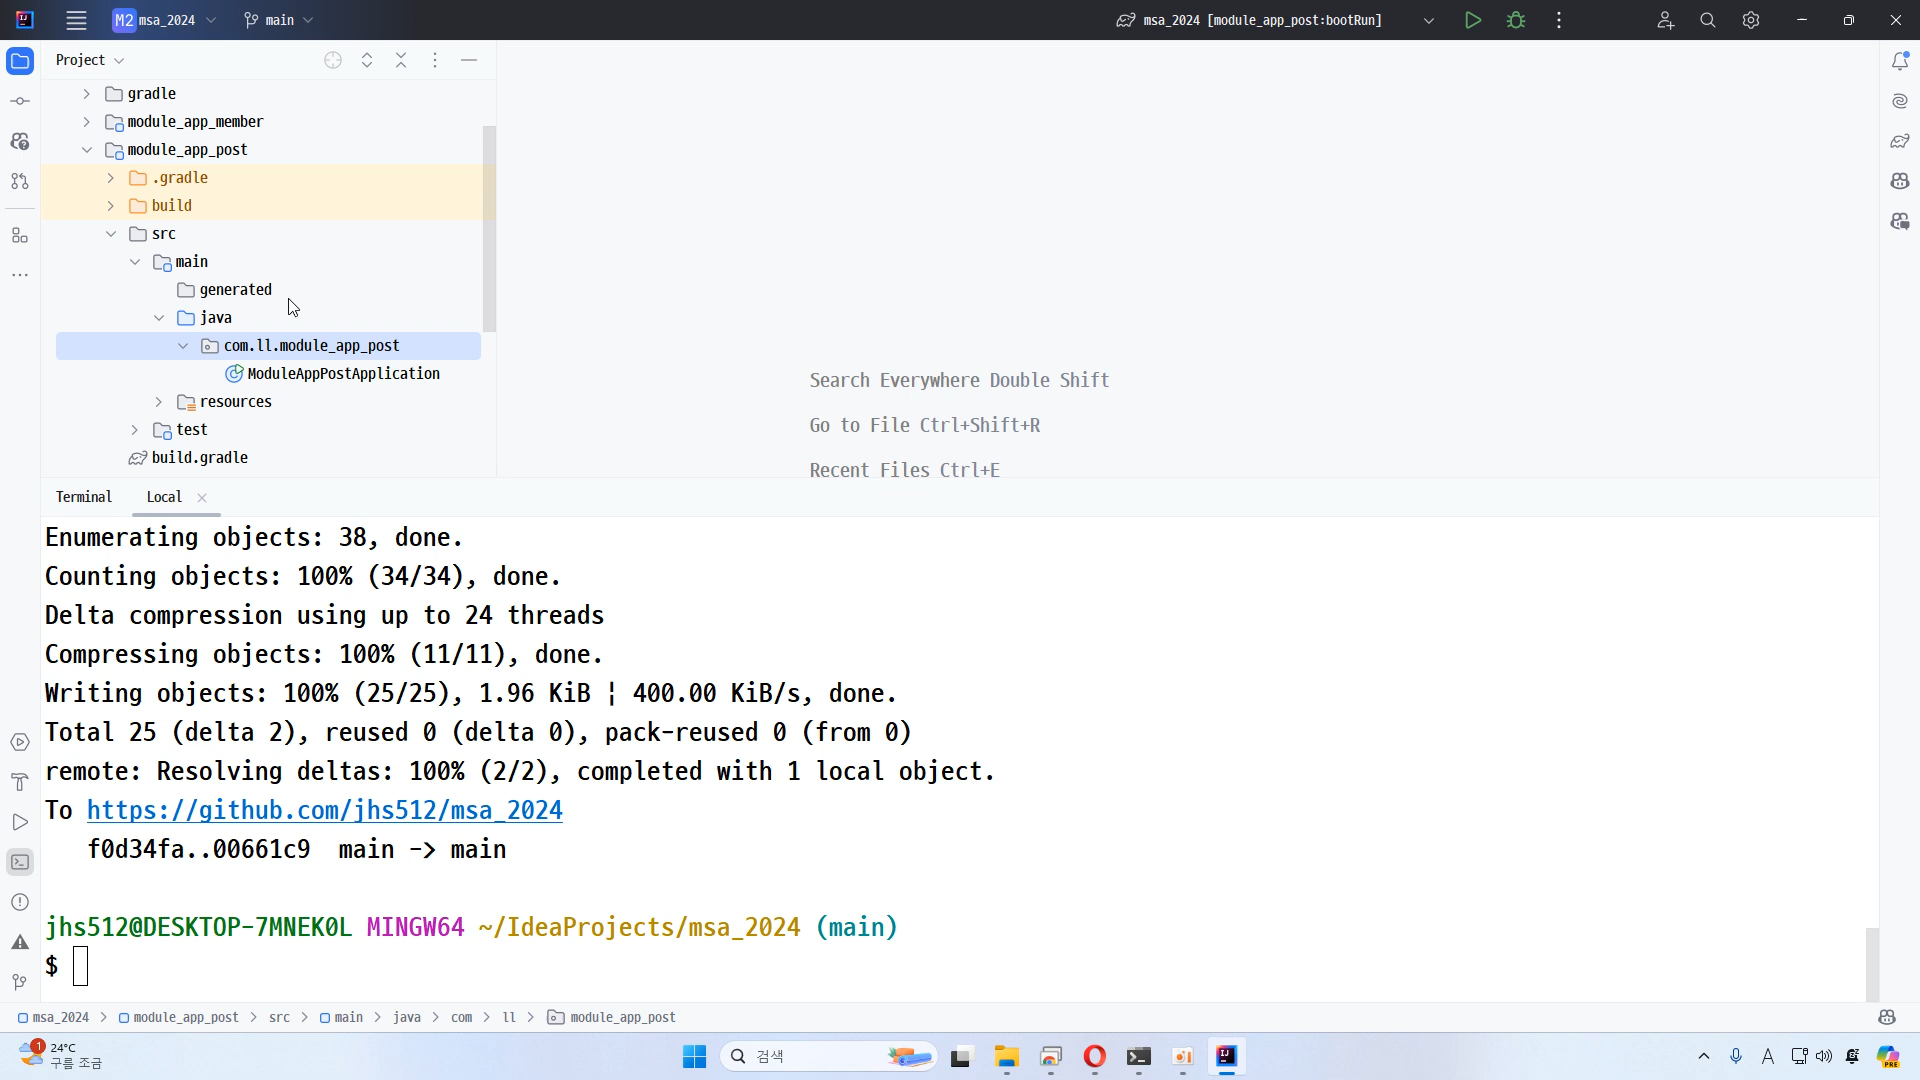 M2 msa_2024 main msa_2024 [module_app_post:bootRun]
Project
gradle
module_app_member
module_app_post
.gradle
build
src
main
generated
java
com.ll.module_app_post
ModuleAppPostApplication
resources
test
build.gradle
Search Everywhere Double Shift
Go to File Ctrl+Shift+R
Recent Files Ctrl+E
Terminal Local
Enumerating objects: 38, done.
Counting objects: 100% (34/34), done.
Delta compression using up to 24 threads
Compressing objects: 100% (11/11), done.
Writing objects: 100% (25/25), 1.96 KiB ¦ 400.00 KiB/s, done.
Total 25 (delta 2), reused 0 (delta 0), pack-reused 0 (from 0)
remote: Resolving deltas: 100% (2/2), completed with 1 local object.
To https://github.com/jhs512/msa_2024
f0d34fa..00661c9 main -> main
jhs512@DESKTOP-7MNEK0L MINGW64 ~/IdeaProjects/msa_2024 (main)
$
msa_2024 > module_app_post > src > main > java > com > ll > module_app_post
1 24°C
구름 조금
검색
A
PRE